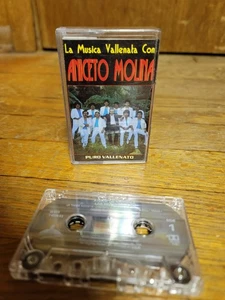 La Musica Vallenata Con
ANICETO MOLINA
PURO VALLENATO